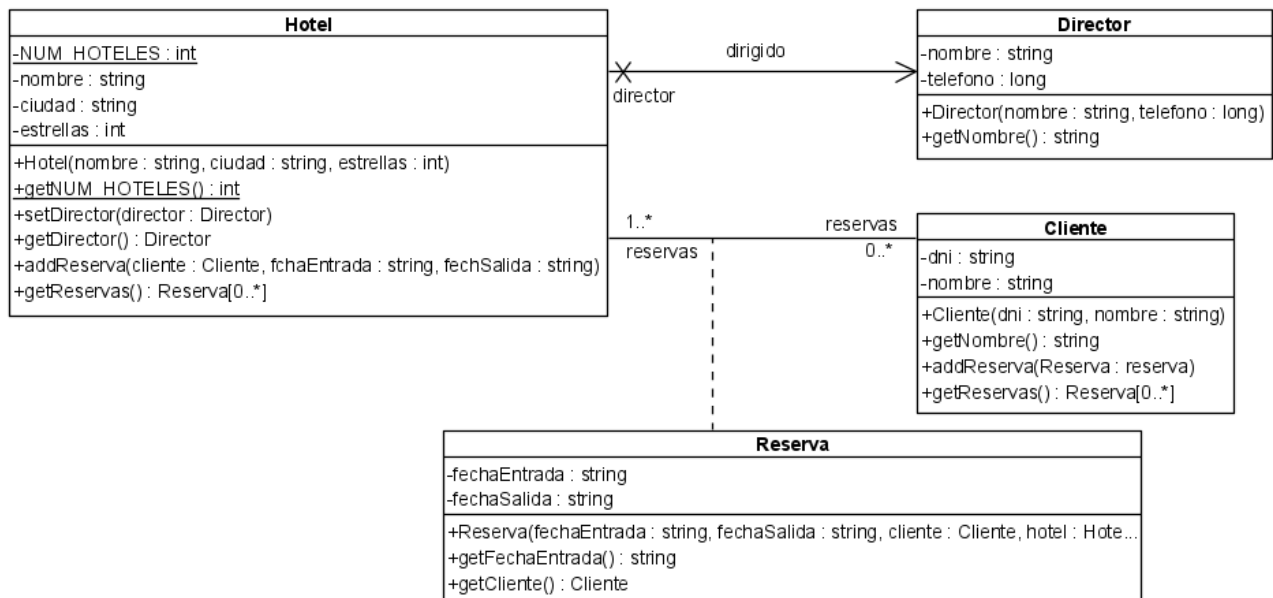 Hotel
-NUM_HOTELES : int
-nombre : string
-ciudad : string
-estrellas : int
+Hotel(nombre : string, ciudad : string, estrellas : int)
+getNUM_HOTELES() : int
+setDirector(director : Director)
+getDirector() : Director
+addReserva(cliente : Cliente, fchaEntrada : string, fechSalida : string)
+getReservas() : Reserva[0..*]
dirigido
director
Director
-nombre : string
-telefono : long
+Director(nombre : string, telefono : long)
+getNombre() : string
1..*
reservas
reservas
0..*
Cliente
-dni : string
-nombre : string
+Cliente(dni : string, nombre : string)
+getNombre() : string
+addReserva(Reserva : reserva)
+getReservas() : Reserva[0..*]
Reserva
-fechaEntrada : string
-fechaSalida : string
+Reserva(fechaEntrada : string, fechaSalida : string, cliente : Cliente, hotel : Hote...
+getFechaEntrada() : string
+getCliente() : Cliente